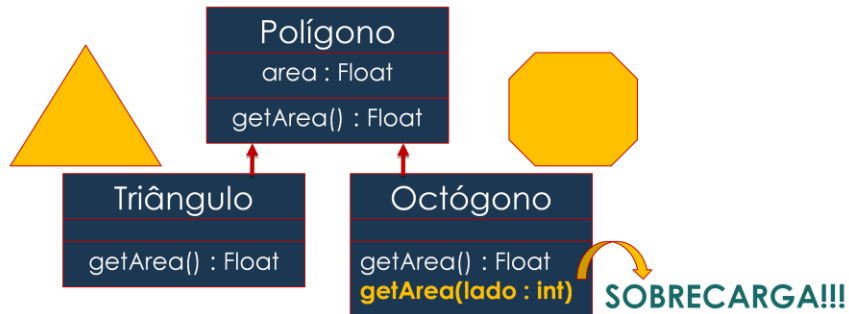 Polígono
area : Float
getArea() : Float
Triângulo
getArea() : Float
Octógono
getArea() : Float
getArea(lado : int)
SOBRECARGA!!!